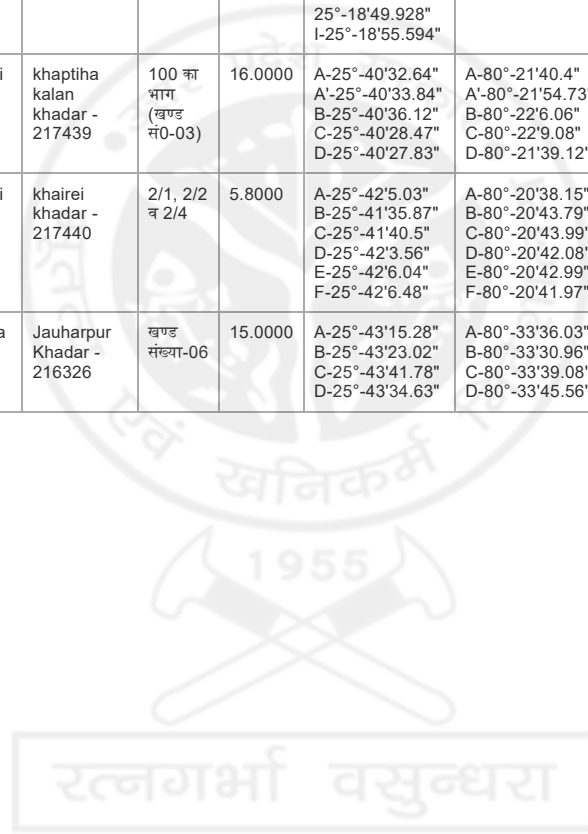 25°-18'49.928"
I-25°-18'55.594"
i
khaptiha
kalan
khadar -
217439
100 का
भाग
(खण्ड
सं0-03)
16.0000
A-25°-40'32.64"
A'-25°-40'33.84"
B-25°-40'36.12"
C-25°-40'28.47"
D-25°-40'27.83"
A-80°-21'40.4"
A'-80°-21'54.73"
B-80°-22'6.06"
C-80°-22'9.08"
D-80°-21'39.12"
i
khairei
khadar -
217440
2/1, 2/2
व 2/4
5.8000
A-25°-42'5.03"
B-25°-41'35.87"
C-25°-41'40.5"
D-25°-42'3.56"
E-25°-42'6.04"
F-25°-42'6.48"
A-80°-20'38.15"
B-80°-20'43.79"
C-80°-20'43.99"
D-80°-20'42.08"
E-80°-20'42.99"
F-80°-20'41.97"
a
Jauharpur
Khadar -
216326
खण्ड
संख्या-06
15.0000
A-25°-43'15.28"
B-25°-43'23.02"
C-25°-43'41.78"
D-25°-43'34.63"
A-80°-33'36.03"
B-80°-33'30.96"
C-80°-33'39.08"
D-80°-33'45.56"
एवं खनिकर्म
1955
रत्नगर्भा वसुन्धरा